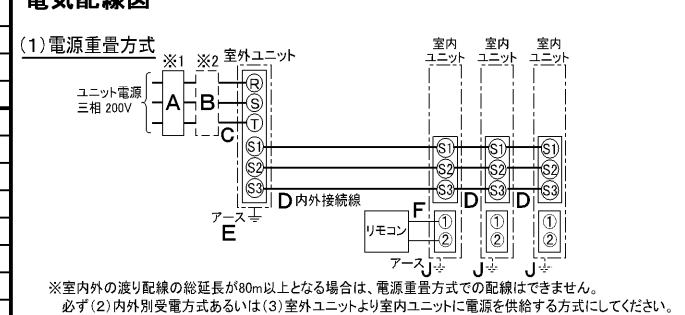 電気配線図
(1)電源重畳方式
※1 ※2 室外ユニット 室内ユニット 室内ユニット 室内ユニット
ユニット電源
三相 200V
A B
C
R
S
T
S1 S1 S1 S1
S2 S2 S2 S2
S3 S3 S3 S3
D 内外接続線 D D
アース
E
リモコン F
① ① ①
② ② ②
アース J J J
※室内外の渡り配線の総延長が80m以上となる場合は、電源重畳方式での配線はできません。
必ず(2)内外別受電方式あるいは(3)室外ユニットより室内ユニットに電源を供給する方式にしてください。